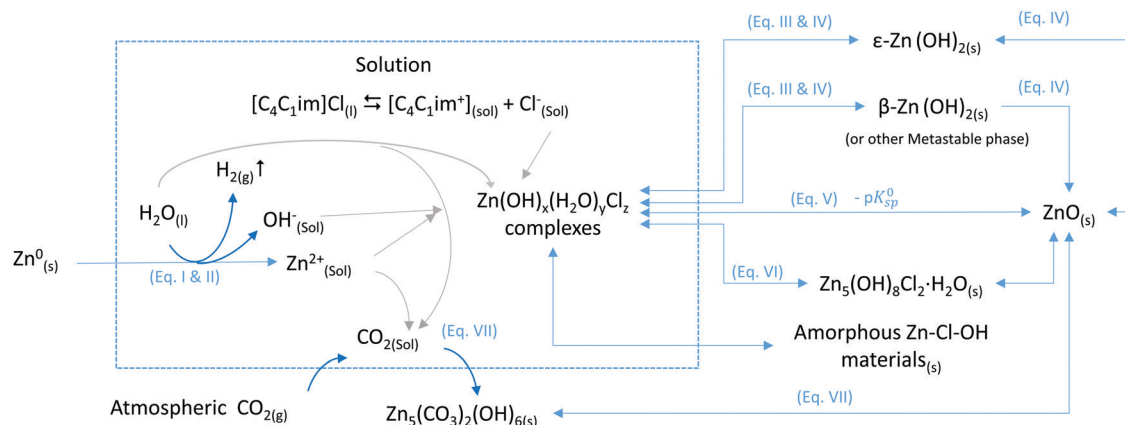 (Eq. III & IV)
ε-Zn (OH)₂₍ₛ₎
(Eq. IV)
Solution
[C₄C₁im]Cl₍ₗ₎ ⇆ [C₄C₁im⁺]₍ₛₒₗ₎ + Cl⁻₍Sol₎
(Eq. III & IV)
β-Zn (OH)₂₍ₛ₎
(Eq. IV)
(or other Metastable phase)
H₂₍g₎↑
H₂O₍ₗ₎
OH⁻₍Sol₎
Zn(OH)ₓ(H₂O)yClz
complexes
(Eq. V) - pK⁰sp
ZnO₍ₛ₎
Zn⁰₍ₛ₎
(Eq. I & II)
Zn²⁺₍Sol₎
(Eq. VI)
Zn₅(OH)₈Cl₂·H₂O₍ₛ₎
CO₂₍Sol₎
(Eq. VII)
Amorphous Zn-Cl-OH
materials₍ₛ₎
Atmospheric CO₂₍g₎
Zn₅(CO₃)₂(OH)₆₍ₛ₎
(Eq. VII)